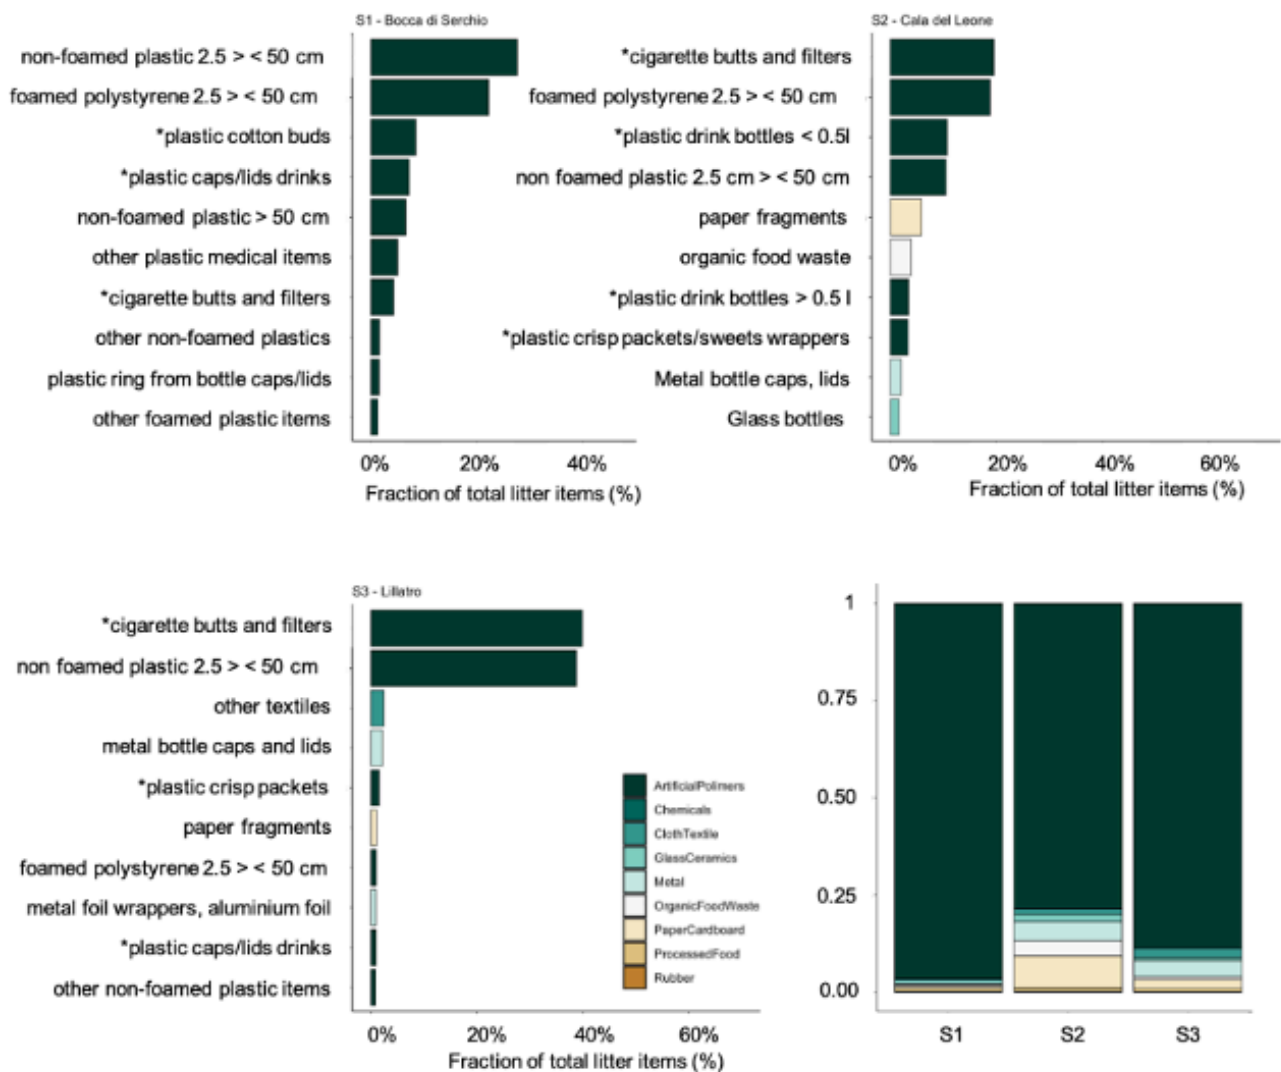 S1 - Bocca di Serchio
non-foamed plastic 2.5 > < 50 cm
foamed polystyrene 2.5 > < 50 cm
*plastic cotton buds
*plastic caps/lids drinks
non-foamed plastic > 50 cm
other plastic medical items
*cigarette butts and filters
other non-foamed plastics
plastic ring from bottle caps/lids
other foamed plastic items
0% 20% 40%
Fraction of total litter items (%)
S2 - Cala del Leone
*cigarette butts and filters
foamed polystyrene 2.5 > < 50 cm
*plastic drink bottles < 0.5l
non foamed plastic 2.5 cm > < 50 cm
paper fragments
organic food waste
*plastic drink bottles > 0.5 l
*plastic crisp packets/sweets wrappers
Metal bottle caps, lids
Glass bottles
0% 20% 40% 60%
Fraction of total litter items (%)
S3 - Lillatro
*cigarette butts and filters
non foamed plastic 2.5 > < 50 cm
other textiles
metal bottle caps and lids
*plastic crisp packets
paper fragments
foamed polystyrene 2.5 > < 50 cm
metal foil wrappers, aluminium foil
*plastic caps/lids drinks
other non-foamed plastic items
0% 20% 40% 60%
Fraction of total litter items (%)
ArtificialPolimers
Chemicals
ClothTextile
GlassCeramics
Metal
OrganicFoodWaste
PaperCardboard
ProcessedFood
Rubber
1
0.75
0.50
0.25
0.00
S1 S2 S3